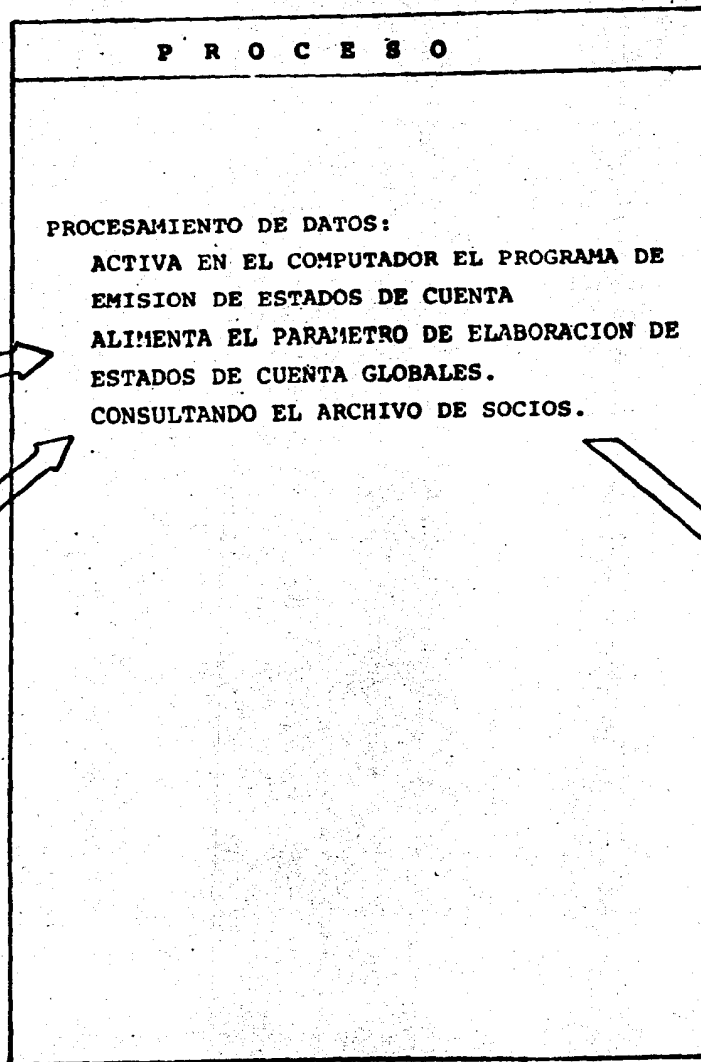 P R O C E S O
PROCESAMIENTO DE DATOS:
ACTIVA EN EL COMPUTADOR EL PROGRAMA DE
EMISION DE ESTADOS DE CUENTA
ALIMENTA EL PARAMETRO DE ELABORACION DE
ESTADOS DE CUENTA GLOBALES.
CONSULTANDO EL ARCHIVO DE SOCIOS.